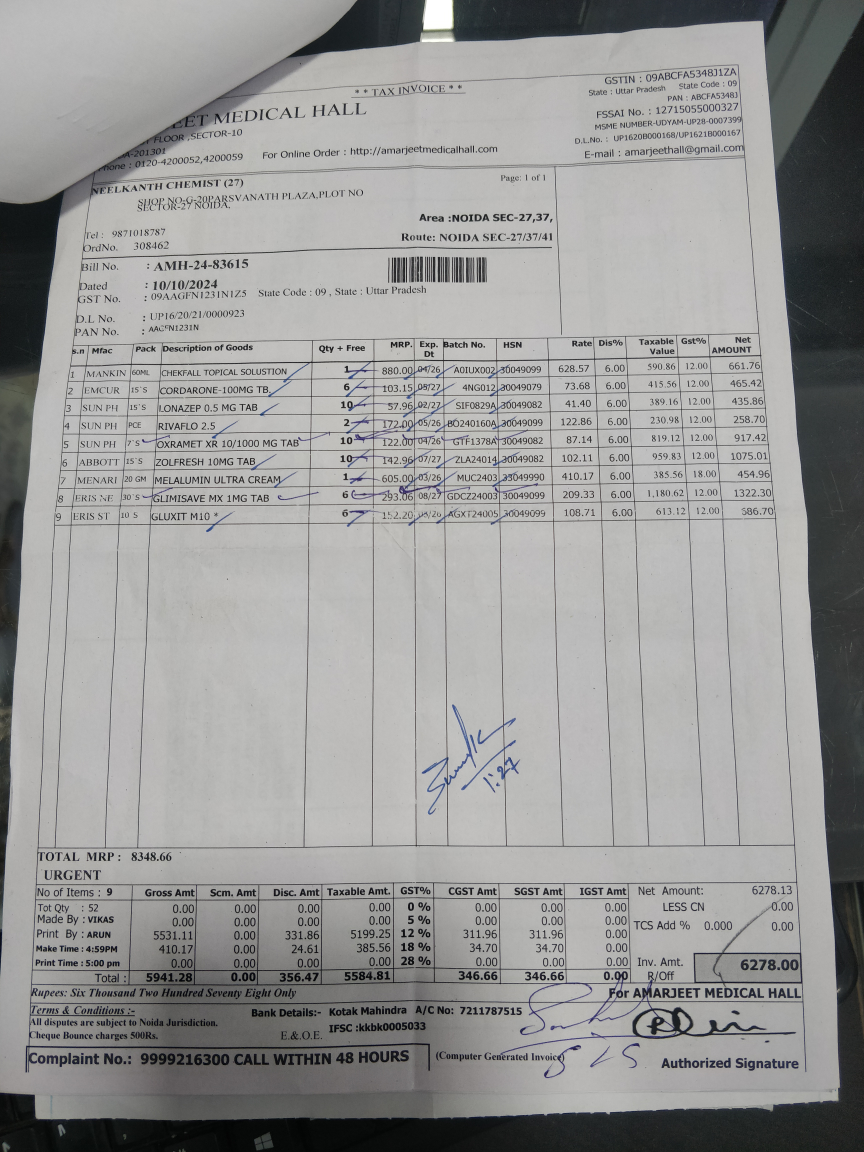 * * TAX INVOICE * *
GSTIN : 09ABCFA5348J1ZA
State : Uttar Pradesh State Code : 09
PAN : ABCFA5348J
FSSAI No. : 12715055000327
MSME NUMBER-UDYAM-UP28-0007399
D.L.No. : UP1620B000168/UP1621B000167
E-mail : amarjeethall@gmail.com
EET MEDICAL HALL
FLOOR ,SECTOR-10
-201301
hone : 0120-4200052,4200059 For Online Order : http://amarjeetmedicalhall.com
NEELKANTH CHEMIST (27) Page: 1 of 1
SHOP NO-G-20PARSVANATH PLAZA,PLOT NO
SECTOR-27 NOIDA.
Area :NOIDA SEC-27,37,
Tel : 9871018787
Route: NOIDA SEC-27/37/41
OrdNo. 308462
Bill No. : AMH-24-83615
Dated : 10/10/2024
GST No. : 09AAGFN1231N1Z5 State Code : 09 , State : Uttar Pradesh
D.L No. : UP16/20/21/0000923
PAN No. : AAGFN1231N
s.n Mfac Pack Description of Goods Qty + Free MRP. Exp. Dt Batch No. HSN Rate Dis% Taxable Value Gst% Net AMOUNT
1 MANKIN 60ML CHEKFALL TOPICAL SOLUSTION 1 880.00 04/26 A0IUX002 30049099 628.57 6.00 590.86 12.00 661.76
2 EMCUR 15`S CORDARONE-100MG TB. 6 103.15 05/27 4NG012 30049079 73.68 6.00 415.56 12.00 465.42
3 SUN PH 15`S LONAZEP 0.5 MG TAB 10 57.96 02/27 SIF0829A 30049082 41.40 6.00 389.16 12.00 435.86
4 SUN PH PCE RIVAFLO 2.5 2 172.00 05/26 BO240160A 30049099 122.86 6.00 230.98 12.00 258.70
5 SUN PH 7`S OXRAMET XR 10/1000 MG TAB 10 122.00 04/26 GTF1378A 30049082 87.14 6.00 819.12 12.00 917.42
6 ABBOTT 15`S ZOLFRESH 10MG TAB 10 142.96 07/27 ZLA24014 30049082 102.11 6.00 959.83 12.00 1075.01
7 MENARI 20 GM MELALUMIN ULTRA CREAM 1 605.00 03/26 MUC2403 33049990 410.17 6.00 385.56 18.00 454.96
8 ERIS NE 30`S GLIMISAVE MX 1MG TAB 6 293.06 08/27 GDCZ24003 30049099 209.33 6.00 1,180.62 12.00 1322.30
9 ERIS ST 10 S GLUXIT M10 * 6 152.20 /26 AGXT24005 30049099 108.71 6.00 613.12 12.00 686.70
1:27
TOTAL MRP : 8348.66
URGENT
No of Items : 9 Gross Amt Scm. Amt Disc. Amt Taxable Amt. GST% CGST Amt SGST Amt IGST Amt Net Amount: 6278.13
Tot Qty : 52 0.00 0.00 0.00 0.00 0 % 0.00 0.00 0.00 LESS CN 0.00
Made By : VIKAS 0.00 0.00 0.00 0.00 5 % 0.00 0.00 0.00
Print By : ARUN 5531.11 0.00 331.86 5199.25 12 % 311.96 311.96 0.00 TCS Add % 0.000 0.00
Make Time : 4:59PM 410.17 0.00 24.61 385.56 18 % 34.70 34.70 0.00
Print Time : 5:00 pm 0.00 0.00 0.00 0.00 28 % 0.00 0.00 0.00 Inv. Amt. 6278.00
Total : 5941.28 0.00 356.47 5584.81 346.66 346.66 0.00 R/Off
Rupees: Six Thousand Two Hundred Seventy Eight Only For AMARJEET MEDICAL HALL
Terms & Conditions :- Bank Details:- Kotak Mahindra A/C No: 7211787515
All disputes are subject to Noida Jurisdiction. IFSC :kkbk0005033
Cheque Bounce charges 500Rs. E.&.O.E.
Complaint No.: 9999216300 CALL WITHIN 48 HOURS (Computer Generated Invoice) Authorized Signature